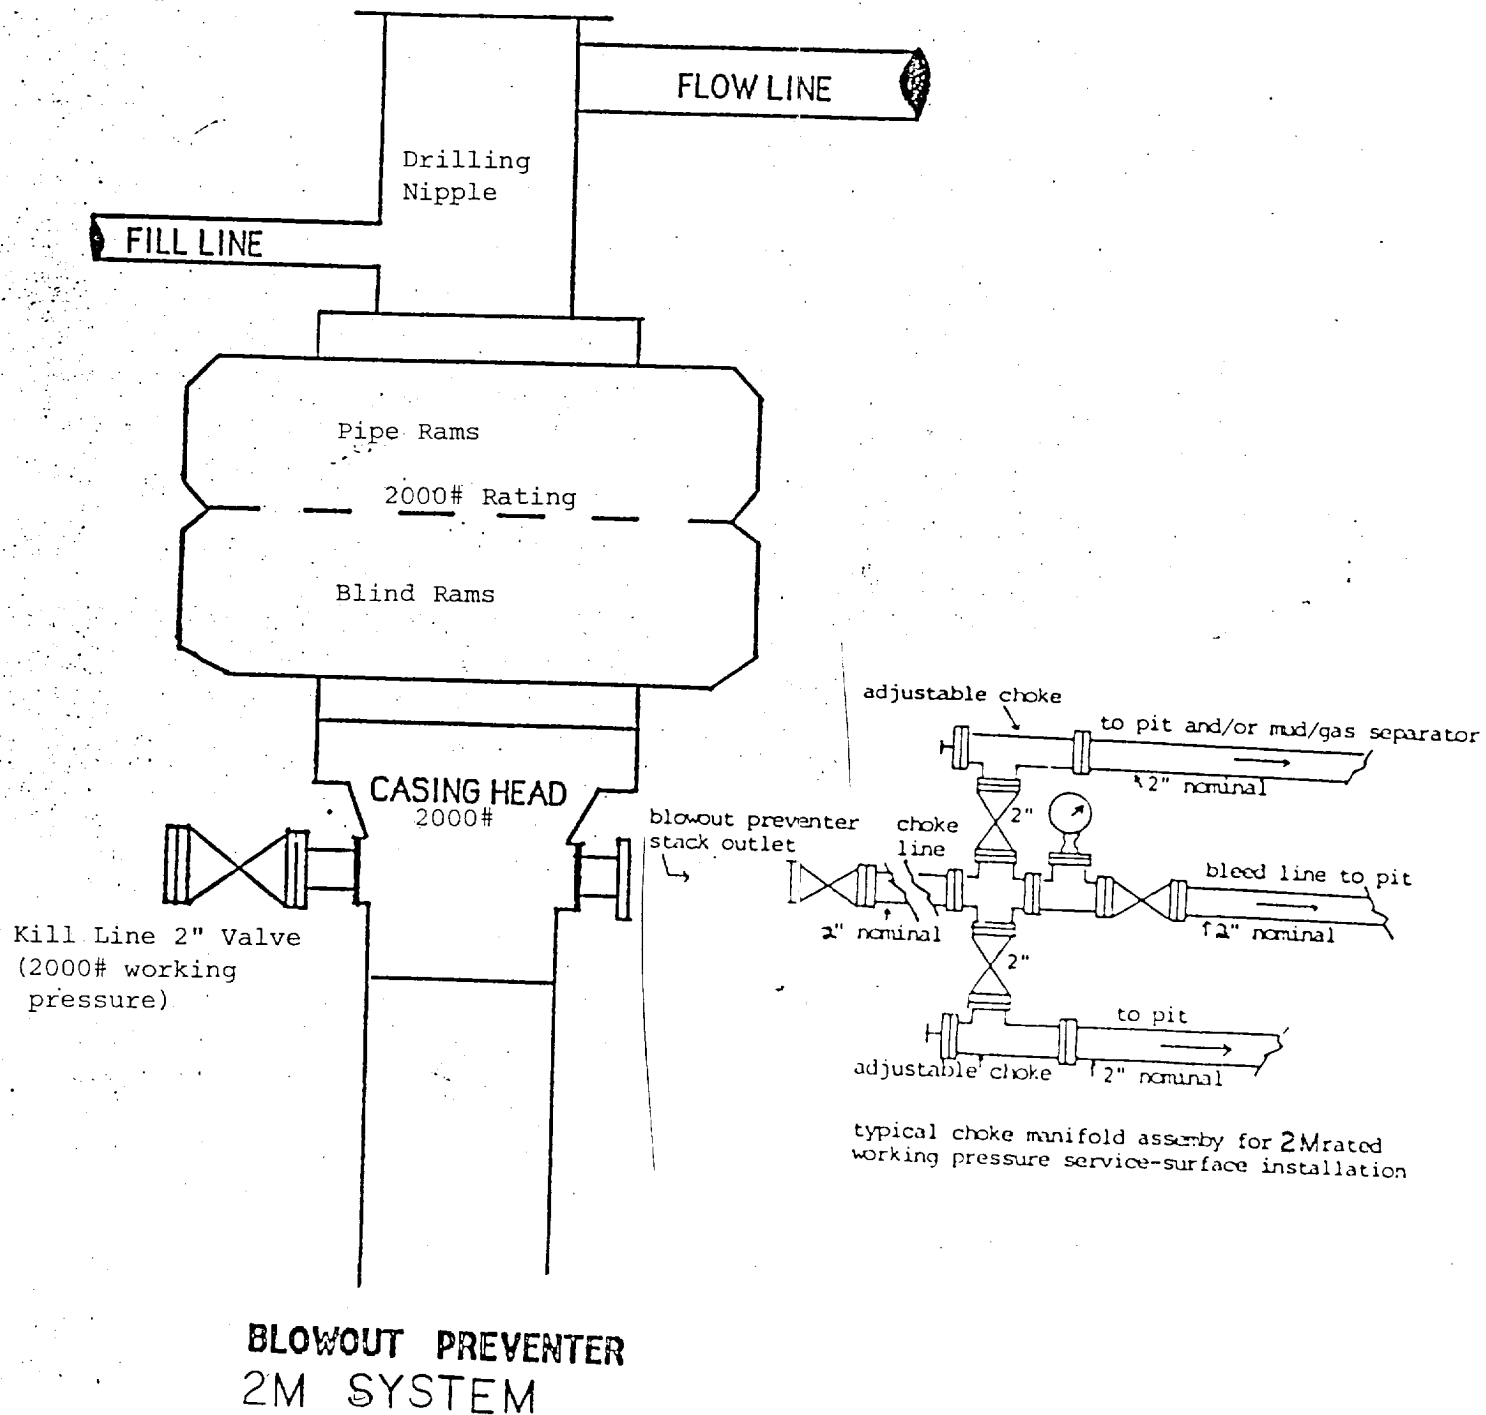 FLOW LINE
Drilling
Nipple
FILL LINE
Pipe Rams
2000# Rating
Blind Rams
CASING HEAD
2000#
Kill Line 2" Valve
(2000# working
pressure)
blowout preventer
stack outlet
choke
line
adjustable choke
to pit and/or mud/gas separator
2" nominal
2"
bleed line to pit
2" nominal
2" nominal
2"
to pit
adjustable choke
2" nominal
typical choke manifold assemby for 2M rated
working pressure service-surface installation
BLOWOUT PREVENTER
2M SYSTEM